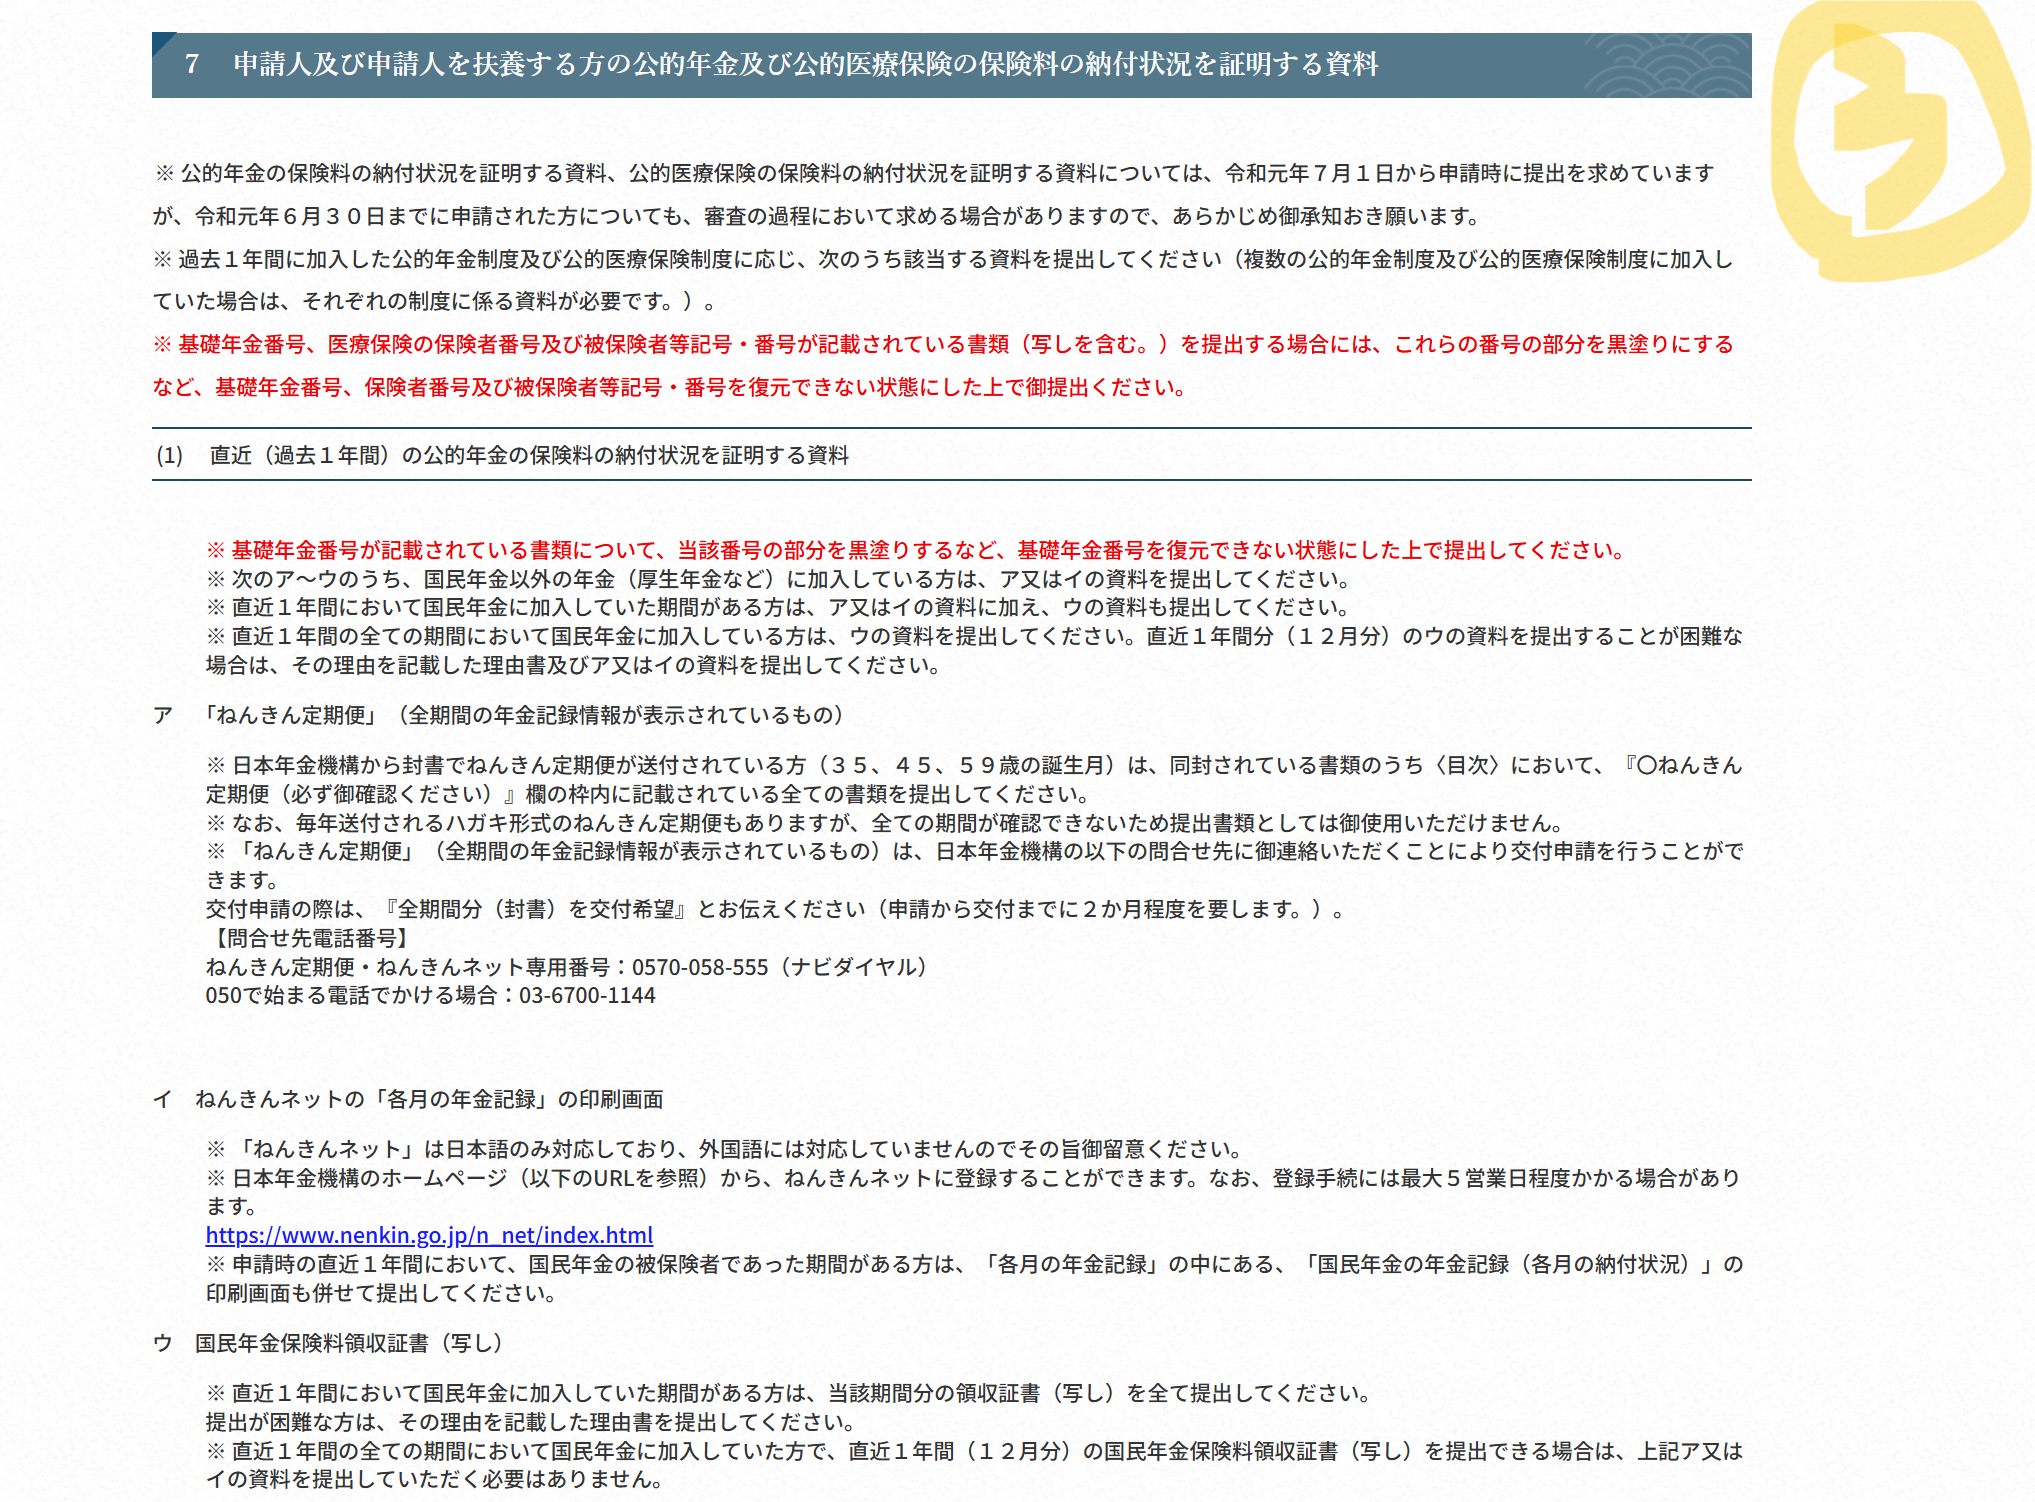 7 申請人及び申請人を扶養する方の公的年金及び公的医療保険の保険料の納付状況を証明する資料
※ 公的年金の保険料の納付状況を証明する資料、公的医療保険の保険料の納付状況を証明する資料については、令和元年７月１日から申請時に提出を求めています
が、令和元年６月３０日までに申請された方についても、審査の過程において求める場合がありますので、あらかじめ御承知おき願います。
※ 過去１年間に加入した公的年金制度及び公的医療保険制度に応じ、次のうち該当する資料を提出してください（複数の公的年金制度及び公的医療保険制度に加入し
ていた場合は、それぞれの制度に係る資料が必要です。）。
※ 基礎年金番号、医療保険の保険者番号及び被保険者等記号・番号が記載されている書類（写しを含む。）を提出する場合には、これらの番号の部分を黒塗りにする
など、基礎年金番号、保険者番号及び被保険者等記号・番号を復元できない状態にした上で御提出ください。
(1) 直近（過去１年間）の公的年金の保険料の納付状況を証明する資料
※ 基礎年金番号が記載されている書類について、当該番号の部分を黒塗りするなど、基礎年金番号を復元できない状態にした上で提出してください。
※ 次のア～ウのうち、国民年金以外の年金（厚生年金など）に加入している方は、ア又はイの資料を提出してください。
※ 直近１年間において国民年金に加入していた期間がある方は、ア又はイの資料に加え、ウの資料も提出してください。
※ 直近１年間の全ての期間において国民年金に加入している方は、ウの資料を提出してください。直近１年間分（１２月分）のウの資料を提出することが困難な
場合は、その理由を記載した理由書及びア又はイの資料を提出してください。
ア 「ねんきん定期便」（全期間の年金記録情報が表示されているもの）
※ 日本年金機構から封書でねんきん定期便が送付されている方（３５、４５、５９歳の誕生月）は、同封されている書類のうち〈目次〉において、『〇ねんきん
定期便（必ず御確認ください）』欄の枠内に記載されている全ての書類を提出してください。
※ なお、毎年送付されるハガキ形式のねんきん定期便もありますが、全ての期間が確認できないため提出書類としては御使用いただけません。
※ 「ねんきん定期便」（全期間の年金記録情報が表示されているもの）は、日本年金機構の以下の問合せ先に御連絡いただくことにより交付申請を行うことがで
きます。
交付申請の際は、『全期間分（封書）を交付希望』とお伝えください（申請から交付までに２か月程度を要します。）。
【問合せ先電話番号】
ねんきん定期便・ねんきんネット専用番号：0570-058-555（ナビダイヤル）
050で始まる電話でかける場合：03-6700-1144
イ ねんきんネットの「各月の年金記録」の印刷画面
※ 「ねんきんネット」は日本語のみ対応しており、外国語には対応していませんのでその旨御留意ください。
※ 日本年金機構のホームページ（以下のURLを参照）から、ねんきんネットに登録することができます。なお、登録手続には最大５営業日程度かかる場合があり
ます。
https://www.nenkin.go.jp/n_net/index.html
※ 申請時の直近１年間において、国民年金の被保険者であった期間がある方は、「各月の年金記録」の中にある、「国民年金の年金記録（各月の納付状況）」の
印刷画面も併せて提出してください。
ウ 国民年金保険料領収証書（写し）
※ 直近１年間において国民年金に加入していた期間がある方は、当該期間分の領収証書（写し）を全て提出してください。
提出が困難な方は、その理由を記載した理由書を提出してください。
※ 直近１年間の全ての期間において国民年金に加入していた方で、直近１年間（１２月分）の国民年金保険料領収証書（写し）を提出できる場合は、上記ア又は
イの資料を提出していただく必要はありません。